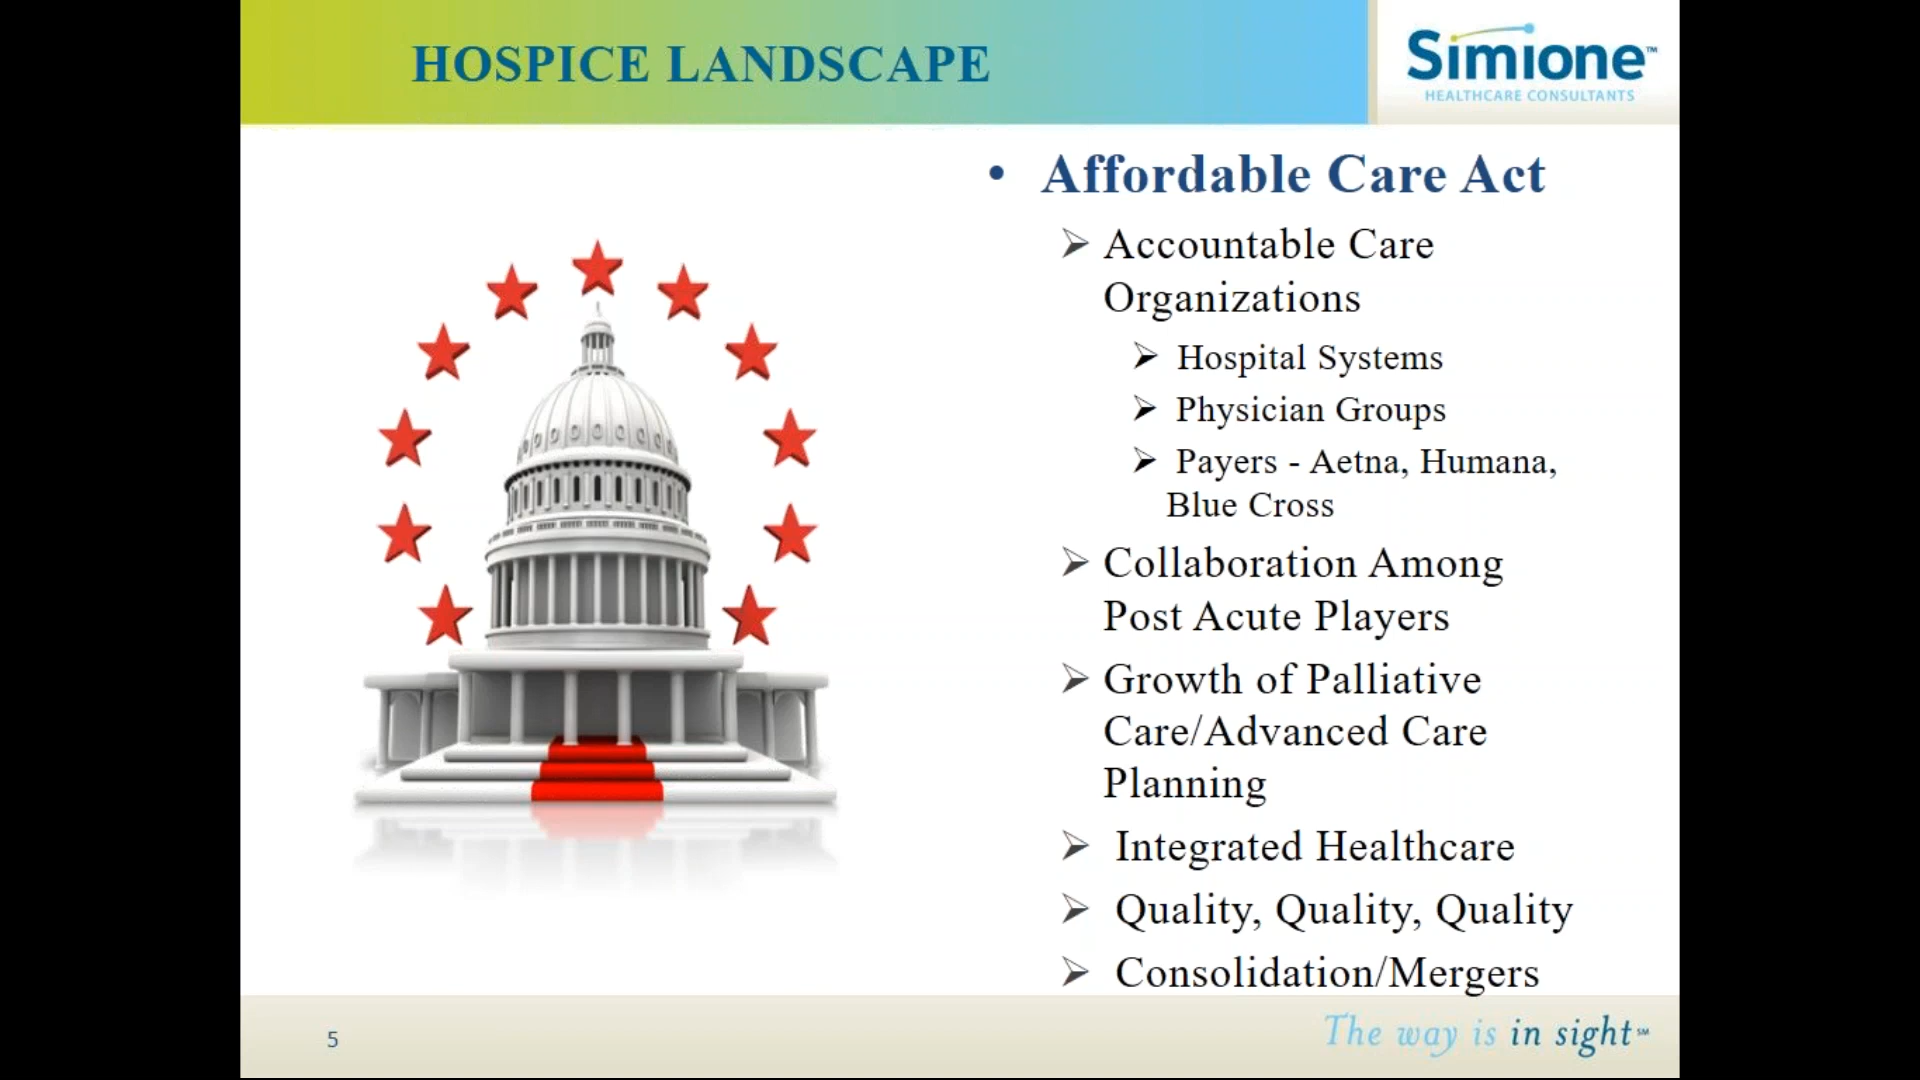 HOSPICE LANDSCAPE
Simione™
HEALTHCARE CONSULTANTS
• Affordable Care Act
➢ Accountable Care
Organizations
➢ Hospital Systems
➢ Physician Groups
➢ Payers - Aetna, Humana,
Blue Cross
➢ Collaboration Among
Post Acute Players
➢ Growth of Palliative
Care/Advanced Care
Planning
➢ Integrated Healthcare
➢ Quality, Quality, Quality
➢ Consolidation/Mergers
5
The way is in sight℠